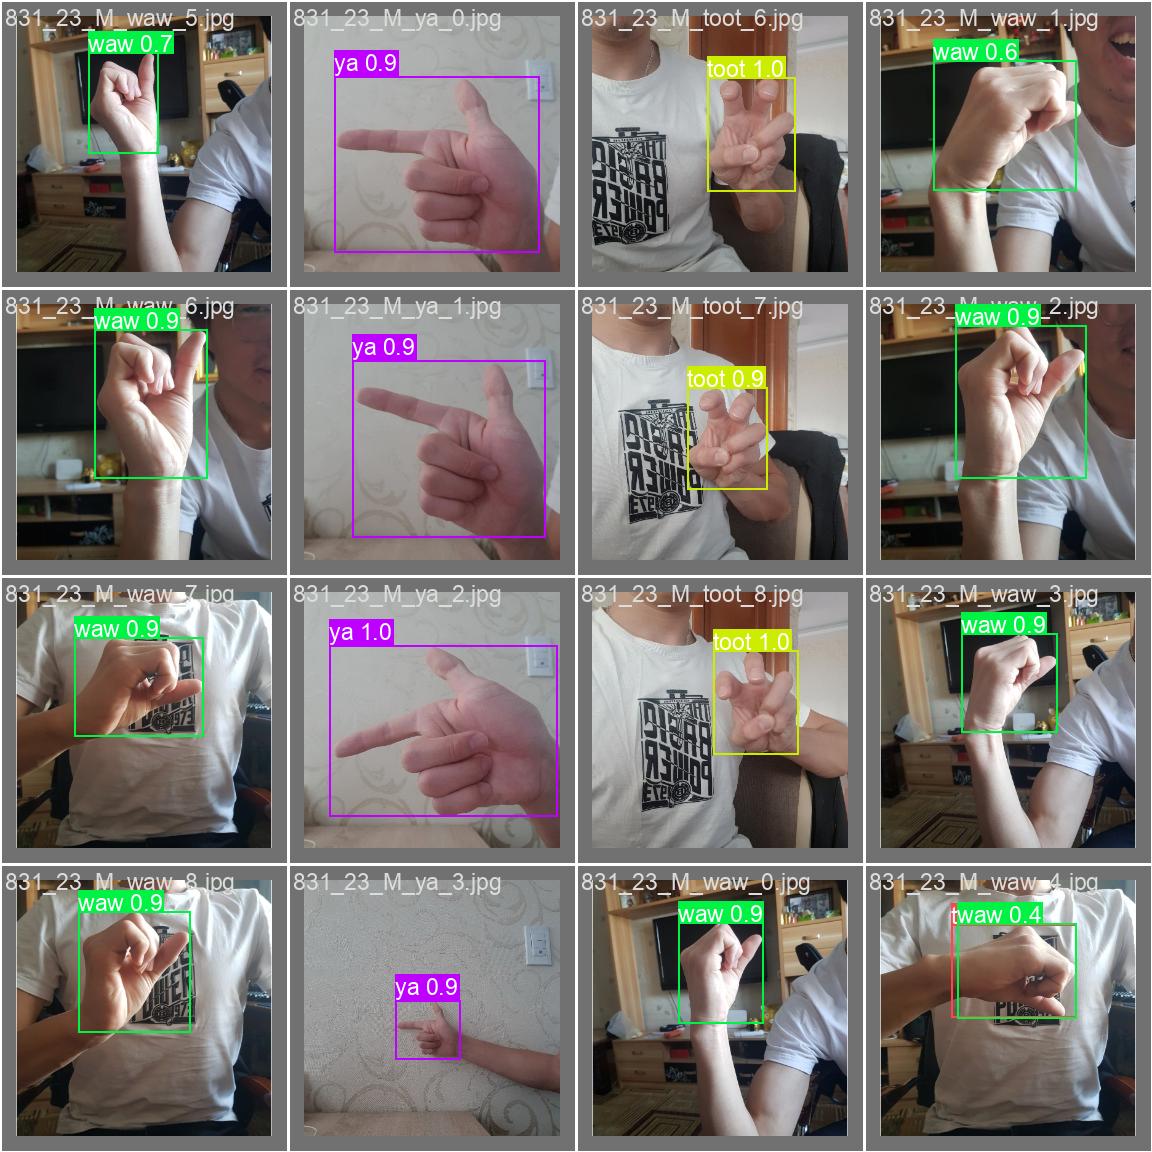 831_23_M_waw_5.jpg
waw 0.7
831_23_M_ya_0.jpg
ya 0.9
831_23_M_toot_6.jpg
toot 1.0
831_23_M_waw_1.jpg
waw 0.6
831_23_M_waw_6.jpg
waw 0.9
831_23_M_ya_1.jpg
ya 0.9
831_23_M_toot_7.jpg
toot 0.9
831_23_M_waw_2.jpg
waw 0.9
831_23_M_waw_7.jpg
waw 0.9
831_23_M_ya_2.jpg
ya 1.0
831_23_M_toot_8.jpg
toot 1.0
831_23_M_waw_3.jpg
waw 0.9
831_23_M_waw_8.jpg
waw 0.9
831_23_M_ya_3.jpg
ya 0.9
831_23_M_waw_0.jpg
waw 0.9
831_23_M_waw_4.jpg
waw 0.4